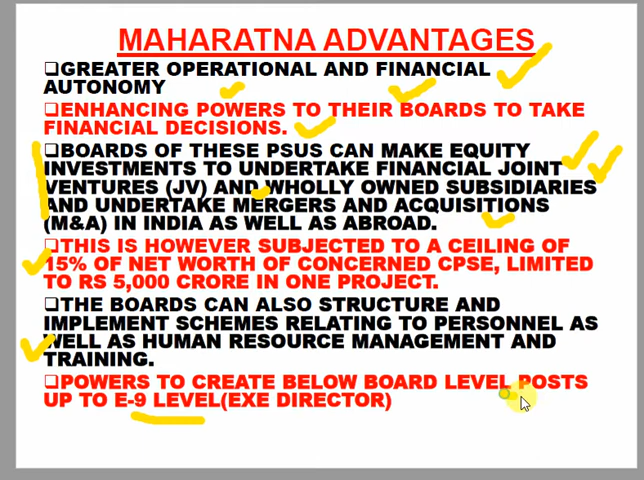 MAHARATNA ADVANTAGES
❑GREATER OPERATIONAL AND FINANCIAL
AUTONOMY
❑ENHANCING POWERS TO THEIR BOARDS TO TAKE
FINANCIAL DECISIONS.
❑BOARDS OF THESE PSUS CAN MAKE EQUITY
INVESTMENTS TO UNDERTAKE FINANCIAL JOINT
VENTURES (JV) AND WHOLLY OWNED SUBSIDIARIES
AND UNDERTAKE MERGERS AND ACQUISITIONS
(M&A) IN INDIA AS WELL AS ABROAD.
❑THIS IS HOWEVER SUBJECTED TO A CEILING OF
15% OF NET WORTH OF CONCERNED CPSE, LIMITED
TO RS 5,000 CRORE IN ONE PROJECT.
❑THE BOARDS CAN ALSO STRUCTURE AND
IMPLEMENT SCHEMES RELATING TO PERSONNEL AS
WELL AS HUMAN RESOURCE MANAGEMENT AND
TRAINING.
❑POWERS TO CREATE BELOW BOARD LEVEL POSTS
UP TO E-9 LEVEL(EXE DIRECTOR)